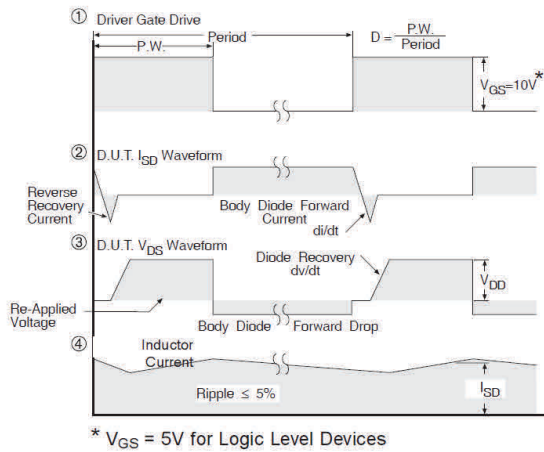 ① Driver Gate Drive
P.W.
Period
D = P.W.
Period
VGS=10V*
② D.U.T. ISD Waveform
Reverse
Recovery
Current
Body Diode Forward
Current
di/dt
③ D.U.T. VDS Waveform
Diode Recovery
dv/dt
VDD
Re-Applied
Voltage
Body Diode Forward Drop
④
Inductor
Current
Ripple ≤ 5%
ISD
* VGS = 5V for Logic Level Devices